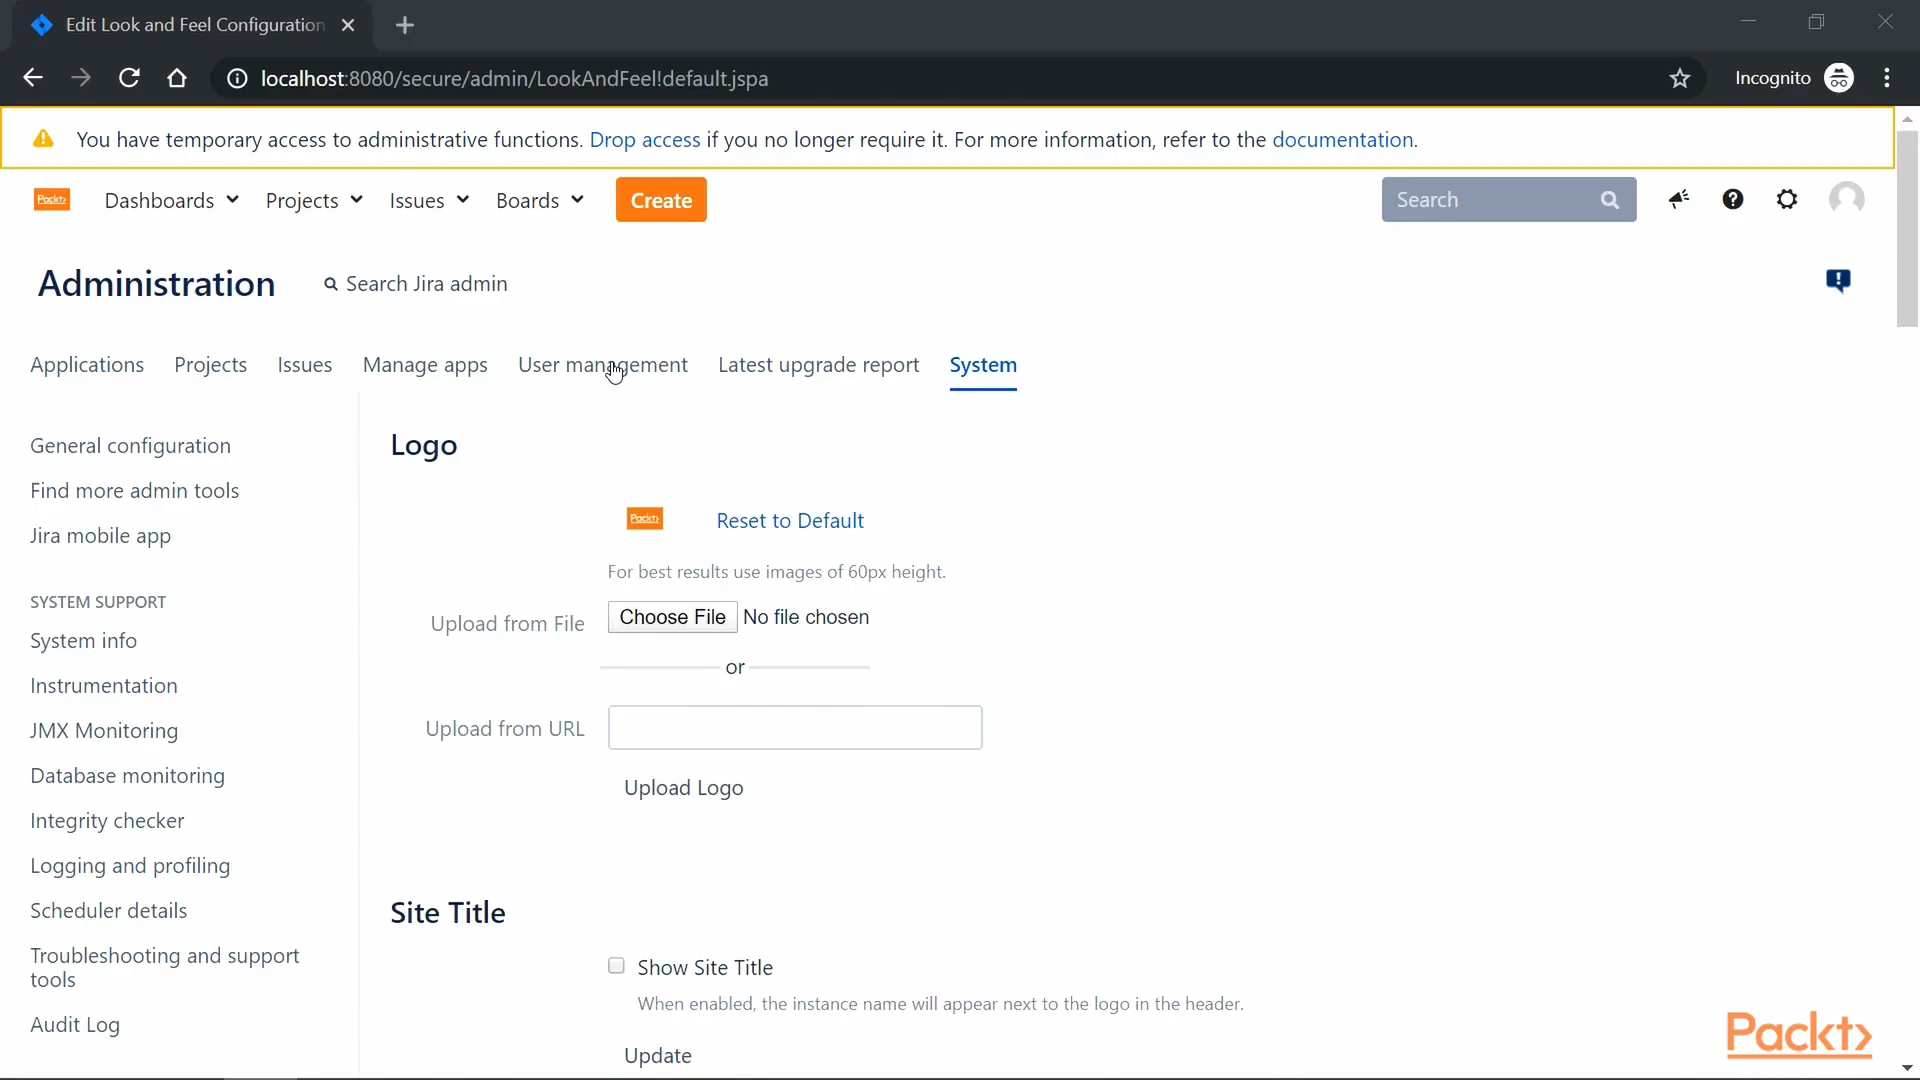 Edit Look and Feel Configuration
localhost:8080/secure/admin/LookAndFeel!default.jspa
Incognito
You have temporary access to administrative functions. Drop access if you no longer require it. For more information, refer to the documentation.
Packt>
Dashboards
Projects
Issues
Boards
Create
Search
Administration
Search Jira admin
Applications
Projects
Issues
Manage apps
User management
Latest upgrade report
System
General configuration
Find more admin tools
Jira mobile app
SYSTEM SUPPORT
System info
Instrumentation
JMX Monitoring
Database monitoring
Integrity checker
Logging and profiling
Scheduler details
Troubleshooting and support
tools
Audit Log
Logo
Packt>
Reset to Default
For best results use images of 60px height.
Upload from File
Choose File No file chosen
or
Upload from URL
Upload Logo
Site Title
Show Site Title
When enabled, the instance name will appear next to the logo in the header.
Update
Packt>